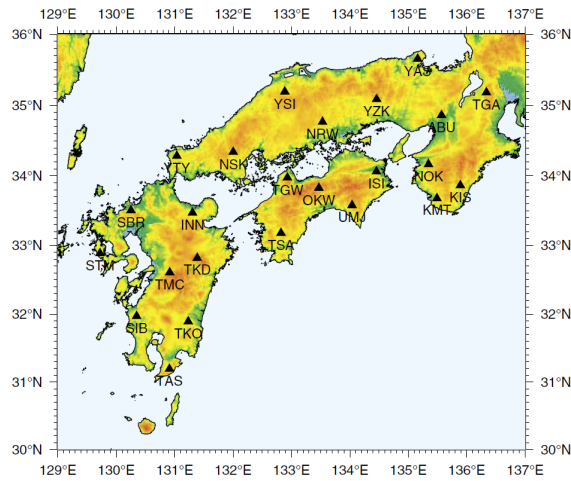 129°E 130°E 131°E 132°E 133°E 134°E 135°E 136°E 137°E
36°N 36°N
YAS
YSI YZK TGA
35°N 35°N
NRW ABU
YTY NSK
34°N NOK 34°N
IGW ISI
OKW KIS
SBR INN UMJ KMT
TSA
33°N 33°N
STM TKD
TMC
32°N 32°N
SIB TKO
TAS
31°N 31°N
30°N 30°N
129°E 130°E 131°E 132°E 133°E 134°E 135°E 136°E 137°E